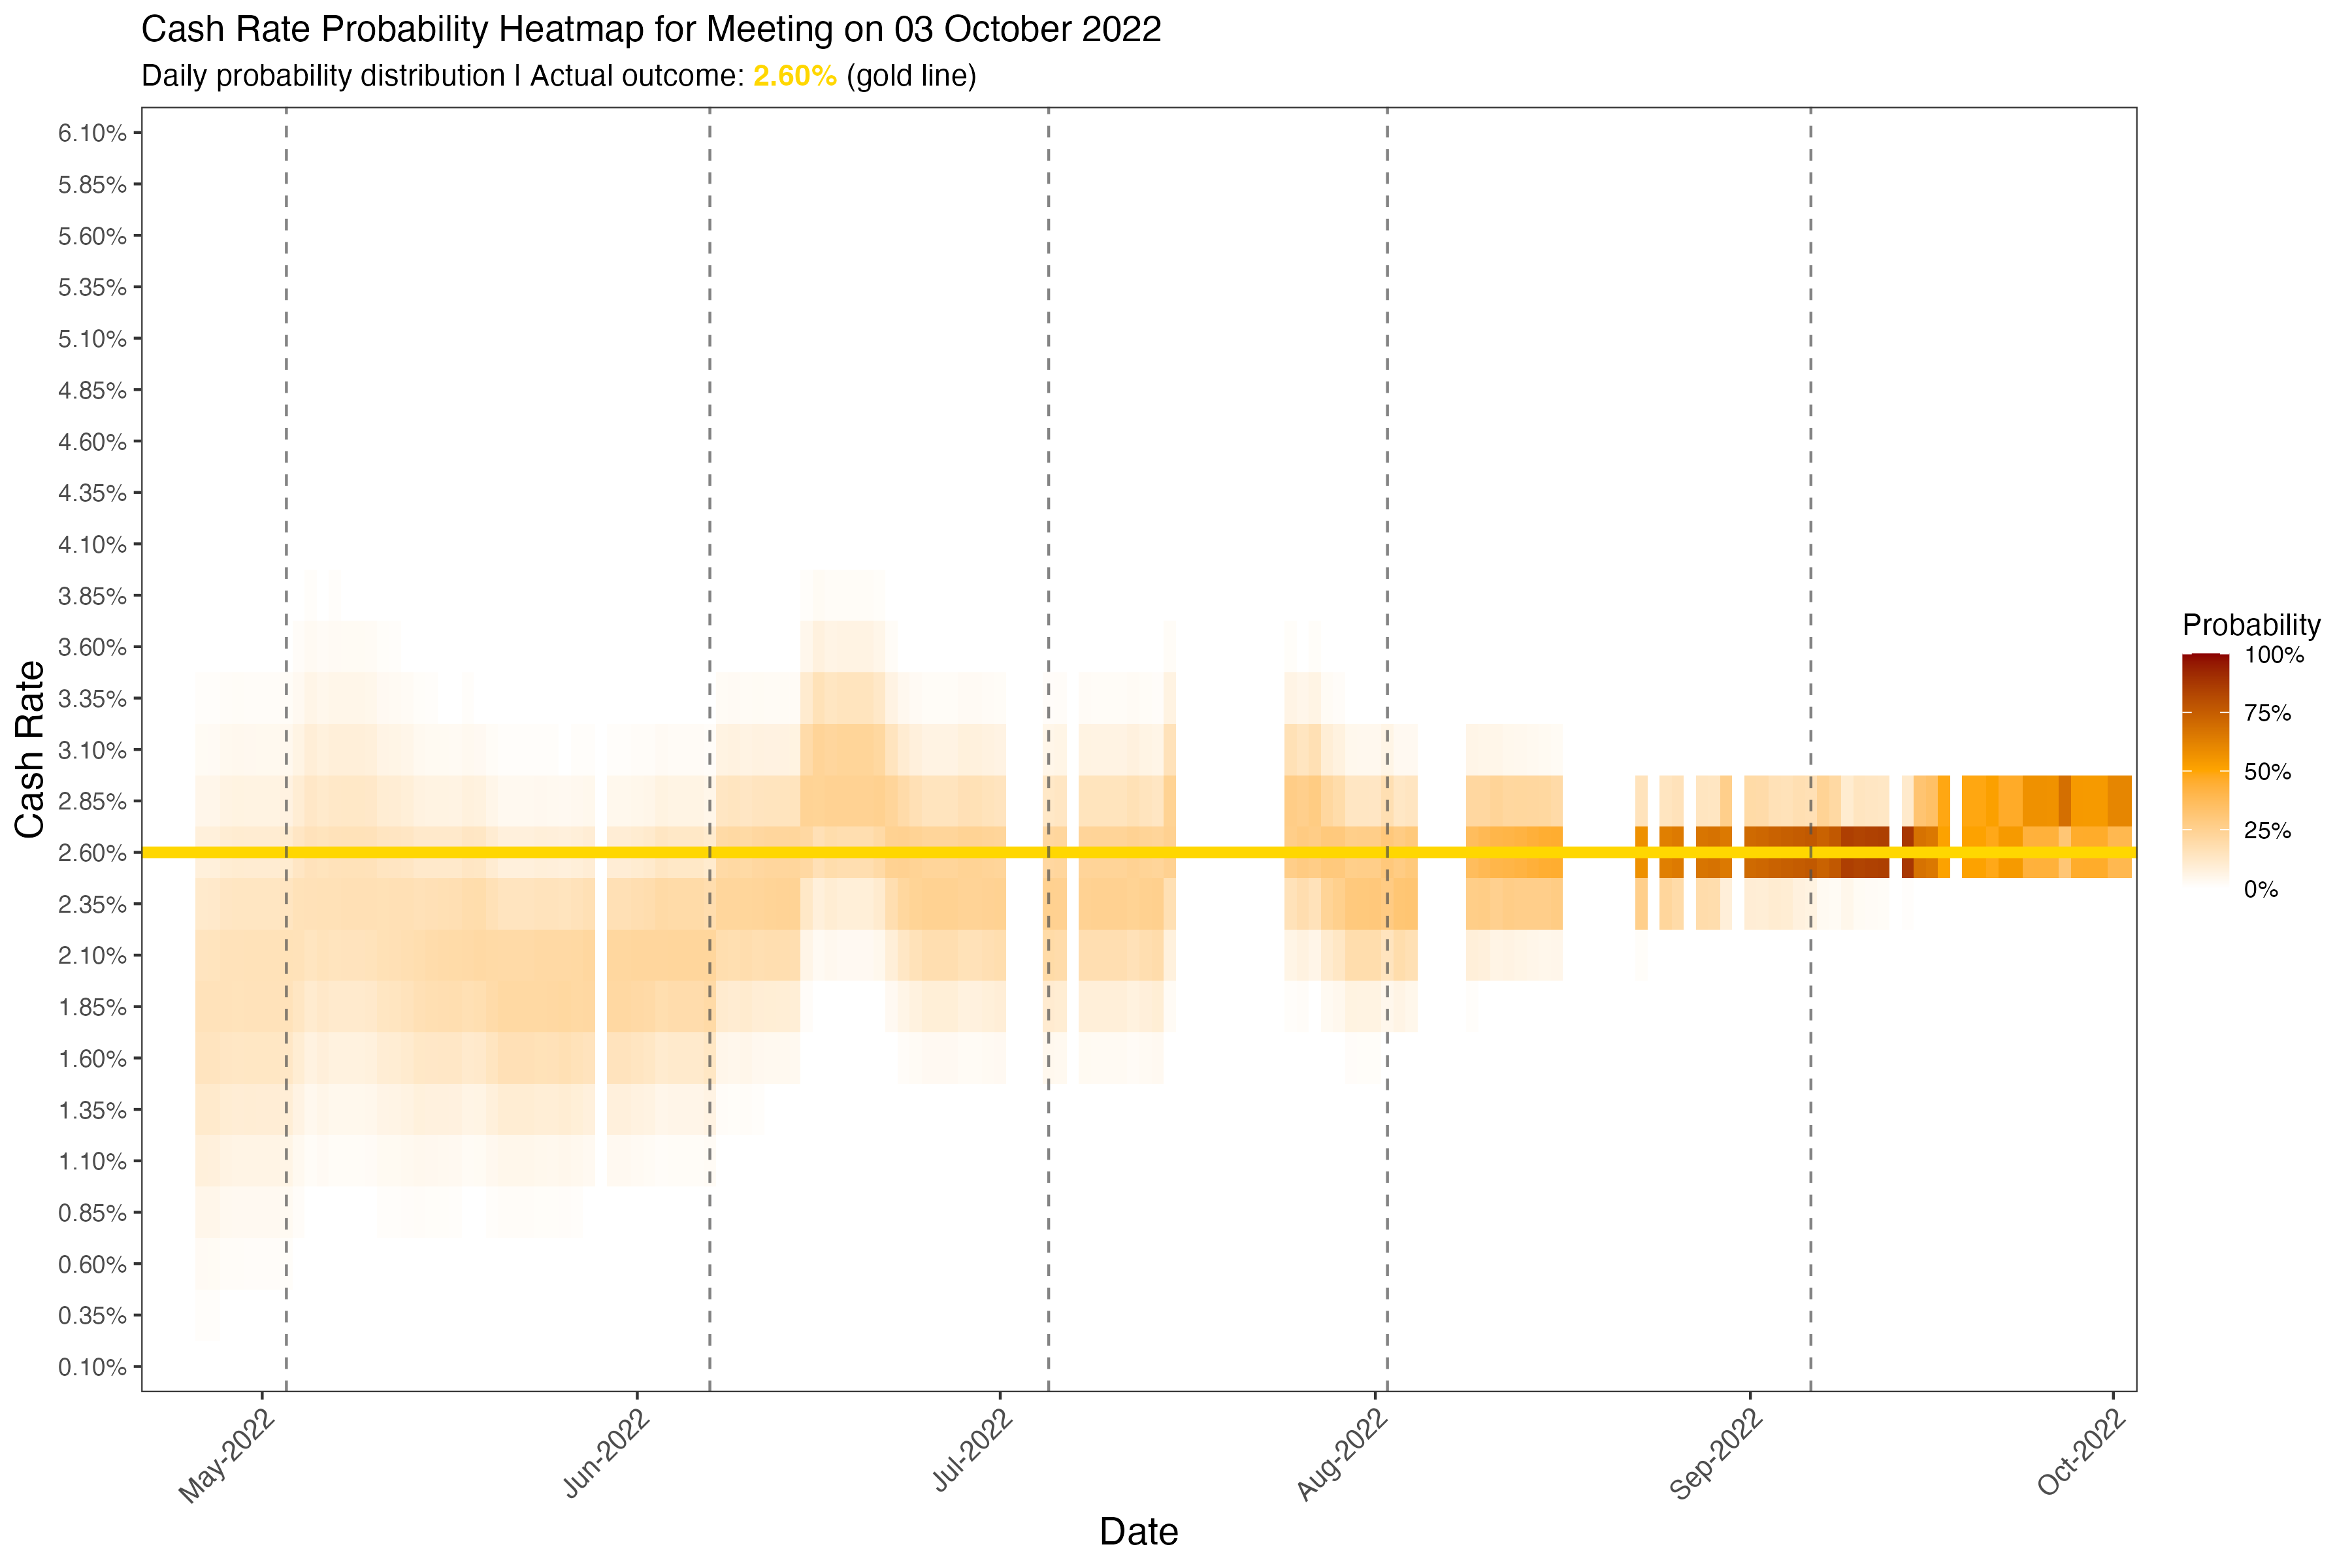 Cash Rate Probability Heatmap for Meeting on 03 October 2022
Daily probability distribution | Actual outcome: 2.60% (gold line)
6.10%
5.85%
5.60%
5.35%
5.10%
4.85%
4.60%
4.35%
4.10%
3.85%
3.60%
3.35%
3.10%
2.85%
2.60%
2.35%
2.10%
1.85%
1.60%
1.35%
1.10%
0.85%
0.60%
0.35%
0.10%
Cash Rate
May-2022
Jun-2022
Jul-2022
Aug-2022
Sep-2022
Oct-2022
Date
Probability
100%
75%
50%
25%
0%